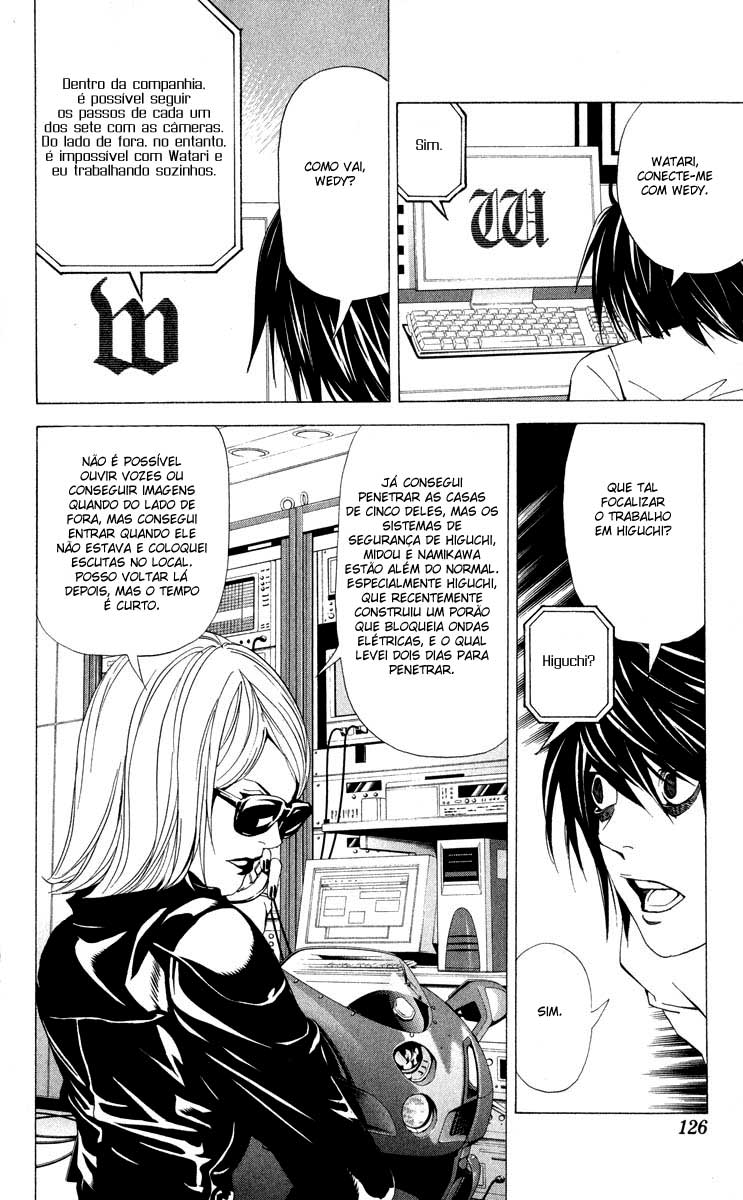 WATARI,
CONECTE-ME
COM WEDY.
Sim.
W
COMO VAI,
WEDY?
Dentro da companhia,
é possível seguir
os passos de cada um
dos sete com as câmeras.
Do lado de fora, no entanto,
é impossível com Watari e
eu trabalhando sozinhos.
W
QUE TAL
FOCALIZAR
O TRABALHO
EM HIGUCHI?
Higuchi?
SIM.
JÁ CONSEGUI
PENETRAR AS CASAS
DE CINCO DELES, MAS OS
SISTEMAS DE
SEGURANÇA DE HIGUCHI,
MIDOU E NAMIKAWA
ESTÃO ALÉM DO NORMAL.
ESPECIALMENTE HIGUCHI,
QUE RECENTEMENTE
CONSTRUIU UM PORÃO
QUE BLOQUEIA ONDAS
ELÉTRICAS, E O QUAL
LEVEI DOIS DIAS PARA
PENETRAR.
NÃO É POSSÍVEL
OUVIR VOZES OU
CONSEGUIR IMAGENS
QUANDO DO LADO DE
FORA, MAS CONSEGUI
ENTRAR QUANDO ELE
NÃO ESTAVA E COLOQUEI
ESCUTAS NO LOCAL.
POSSO VOLTAR LÁ
DEPOIS, MAS O TEMPO
É CURTO.
126